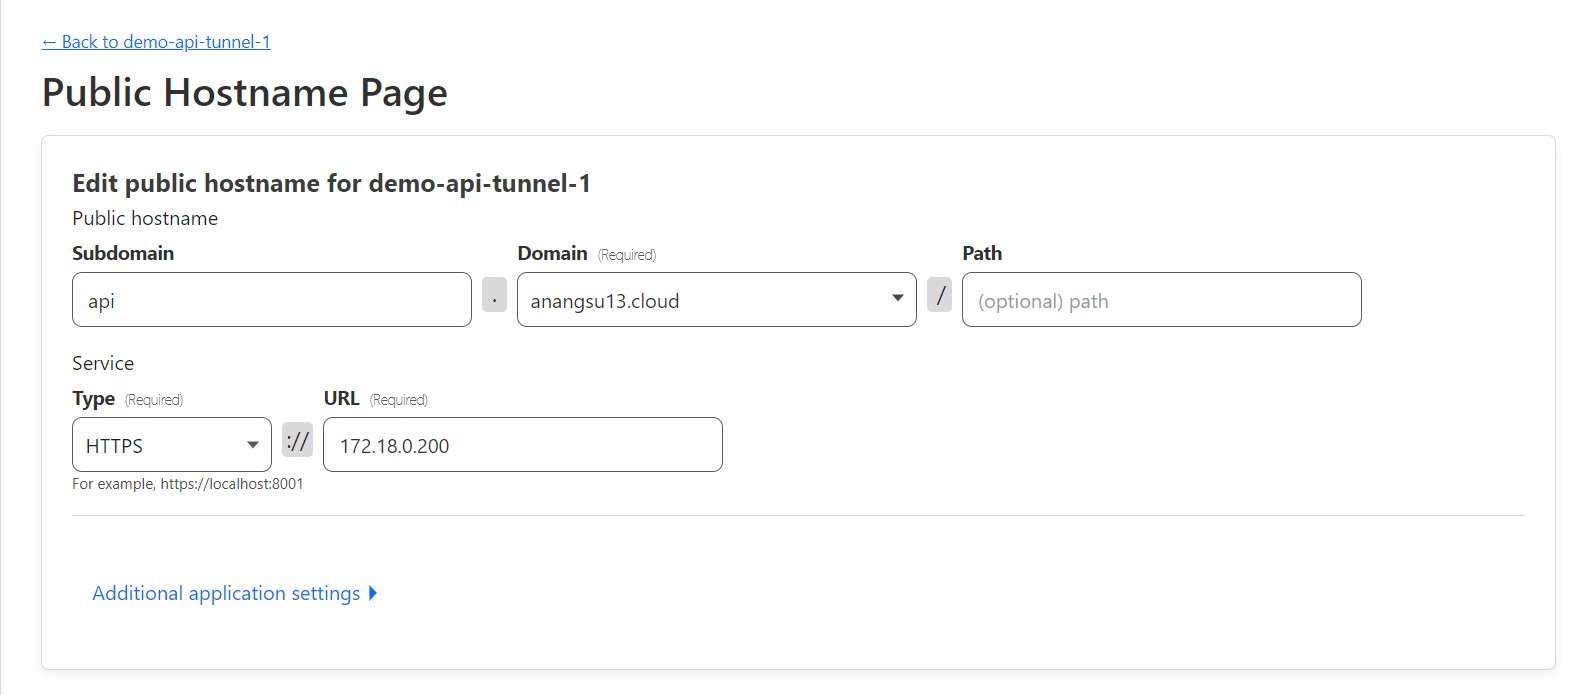 ← Back to demo-api-tunnel-1
Public Hostname Page
Edit public hostname for demo-api-tunnel-1
Public hostname
Subdomain Domain (Required) Path
api . anangsu13.cloud / (optional) path
Service
Type (Required) URL (Required)
HTTPS :// 172.18.0.200
For example, https://localhost:8001
Additional application settings